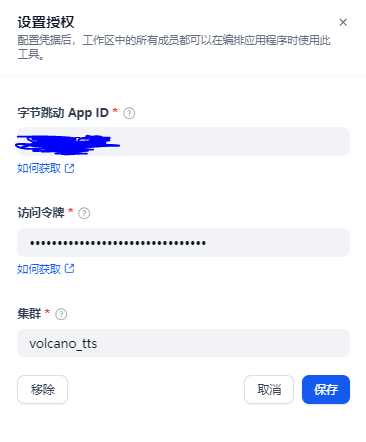 设置授权
配置凭据后，工作区中的所有成员都可以在编排应用程序时使用此
工具。
字节跳动 App ID *
如何获取
访问令牌 *
••••••••••••••••••••••••••••••••
如何获取
集群 *
volcano_tts
移除 取消 保存